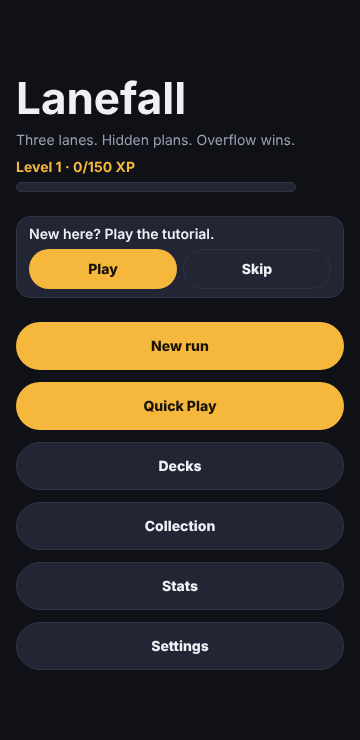 Lanefall
Three lanes. Hidden plans. Overflow wins.
Level 1 · 0/150 XP
New here? Play the tutorial.
Play
Skip
New run
Quick Play
Decks
Collection
Stats
Settings